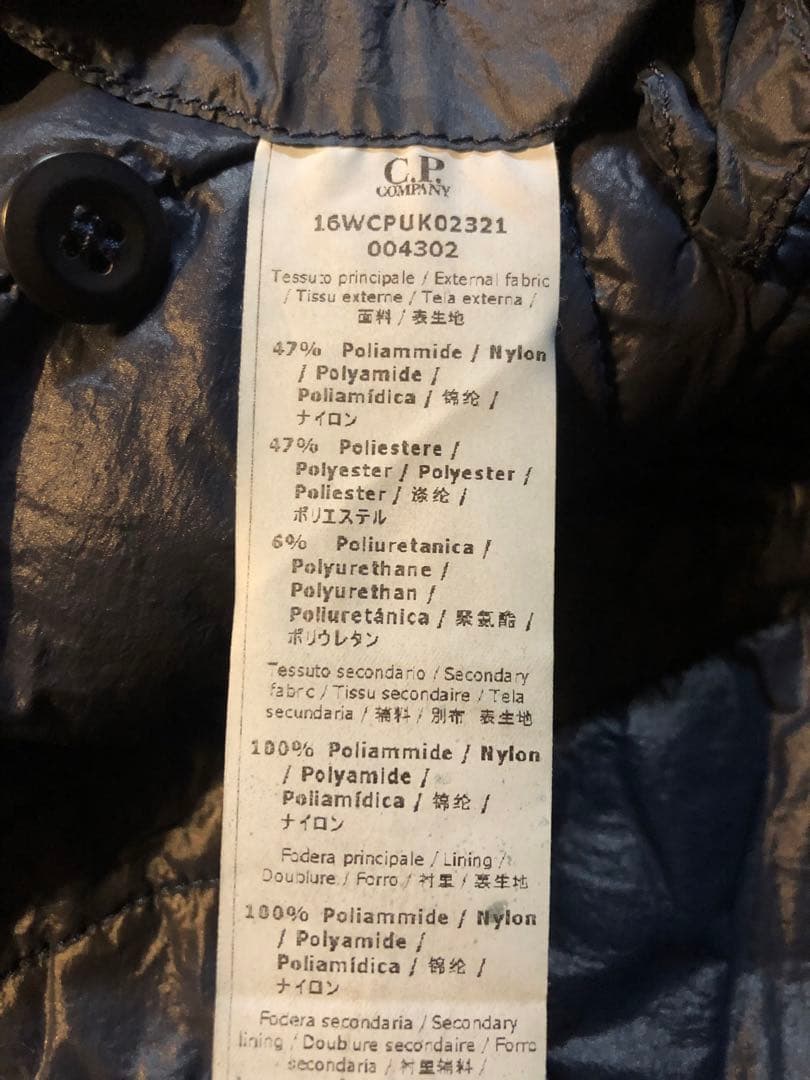 C.P.
COMPANY
16WCPUK02321
004302
Tessuto principale / External fabric
/ Tissu externe / Tela externa /
面料 / 表生地
47% Poliammide / Nylon
/ Polyamide /
Poliamídica / 锦纶 /
ナイロン
47% Poliestere /
Polyester / Polyester /
Poliester / 涤纶 /
ポリエステル
6% Poliuretanica /
Polyurethane /
Polyurethan /
Poliuretánica / 聚氨酯 /
ポリウレタン
Tessuto secondario / Secondary
fabric / Tissu secondaire / Tela
secundaria / 辅料 / 別布 表生地
100% Poliammide / Nylon
/ Polyamide /
Poliamídica / 锦纶 /
ナイロン
Fodera principale / Lining /
Doublure / Forro / 衬里 / 裏生地
100% Poliammide / Nylon
/ Polyamide /
Poliamídica / 锦纶 /
ナイロン
Fodera secondaria / Secondary
lining / Doublure secondaire / Forro
secondaria / 衬里辅料 /